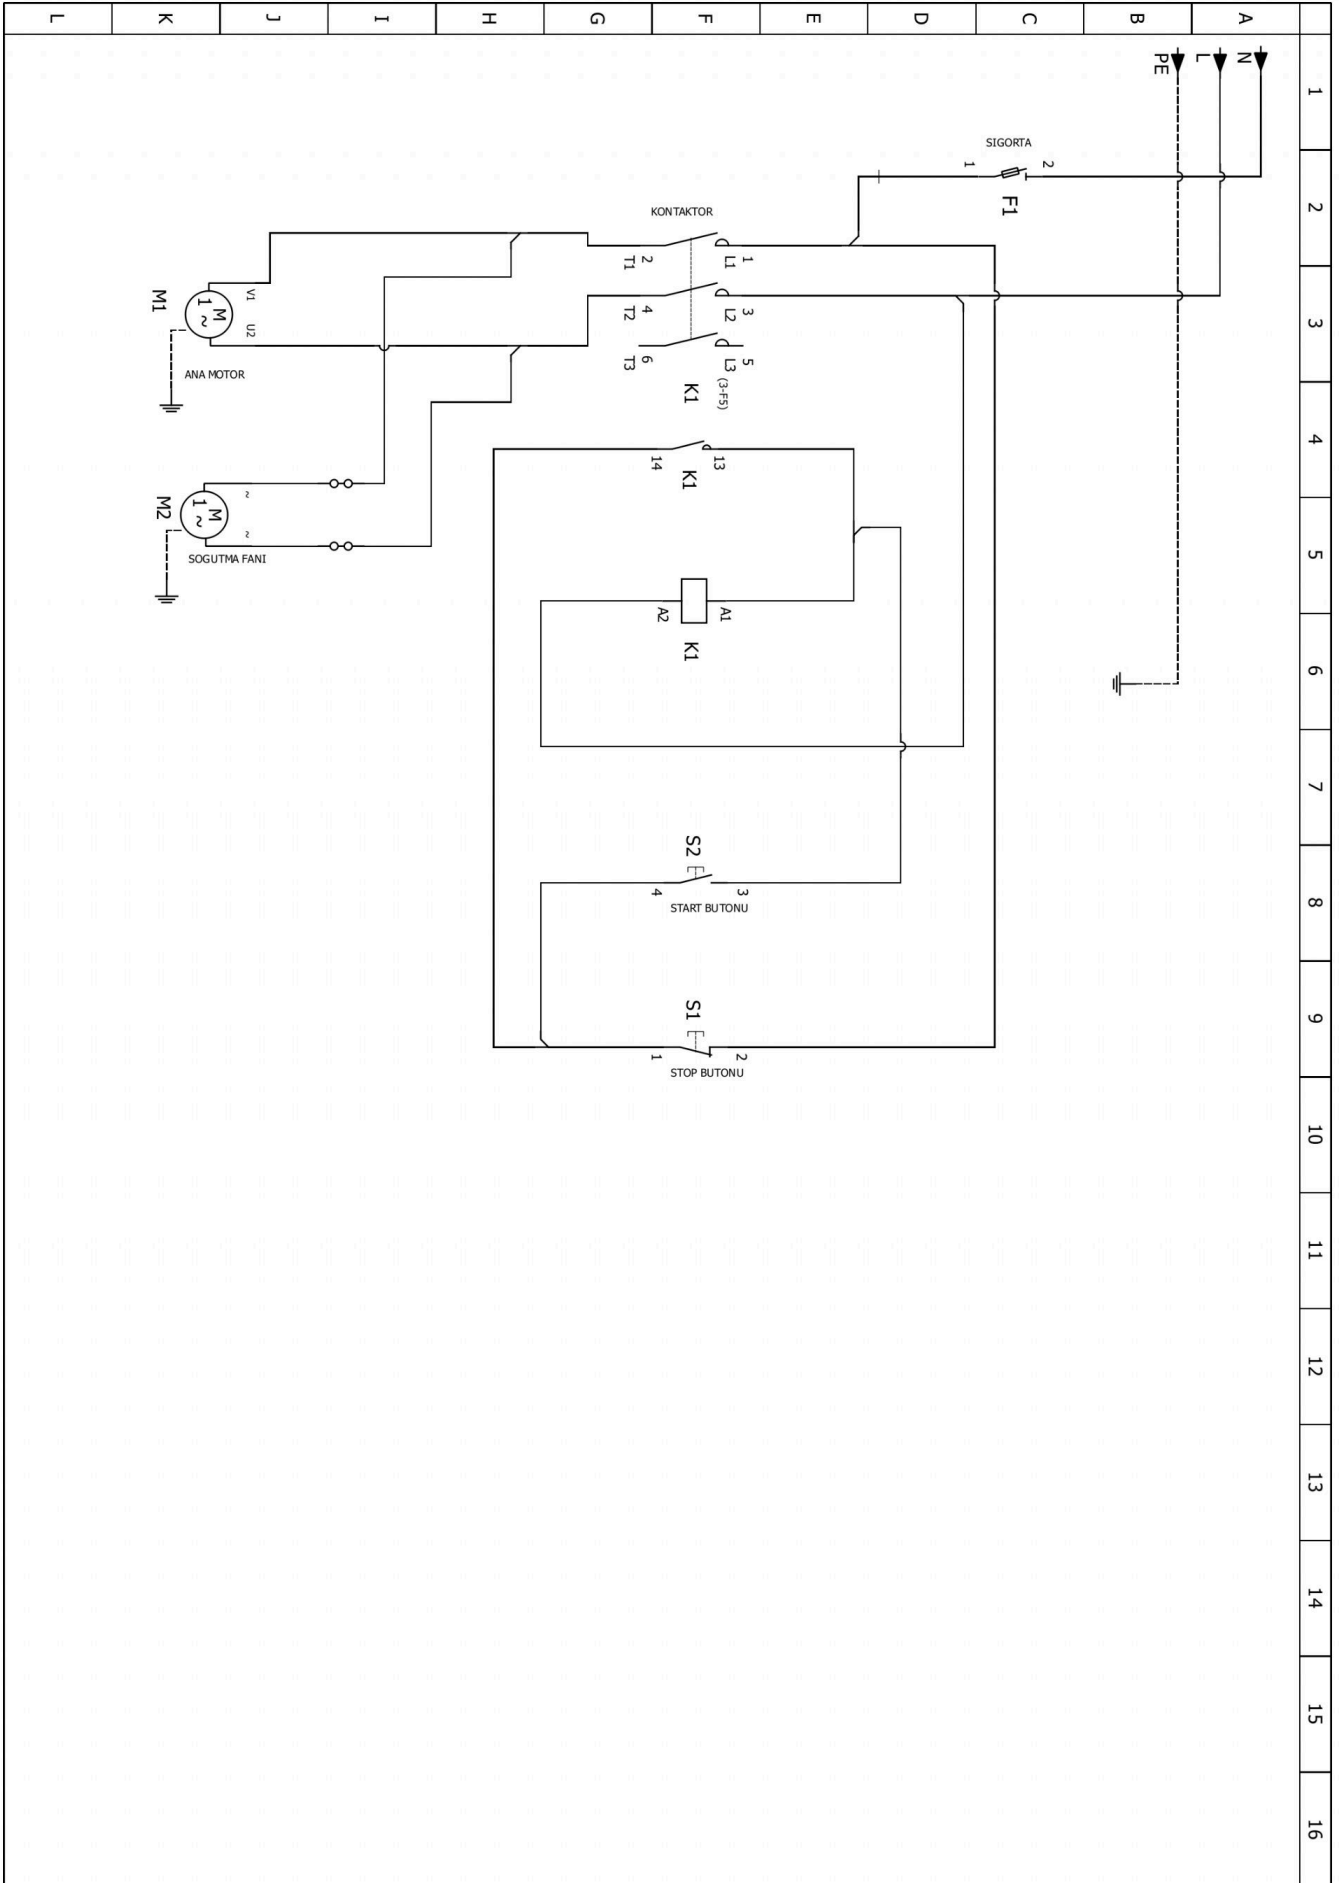 A
B
C
D
E
F
G
H
I
J
K
L
1
2
3
4
5
6
7
8
9
10
11
12
13
14
15
16
N
L
PE
SIGORTA
1
2
F1
KONTAKTOR
1
L1
2
T1
3
L2
4
T2
5
L3
(3-F5)
6
T3
K1
13
14
K1
A1
A2
K1
S2
3
4
START BUTONU
S1
2
1
STOP BUTONU
M1
M
1
~
V1
U2
ANA MOTOR
M2
M
1
~
~
~
SOGUTMA FANI